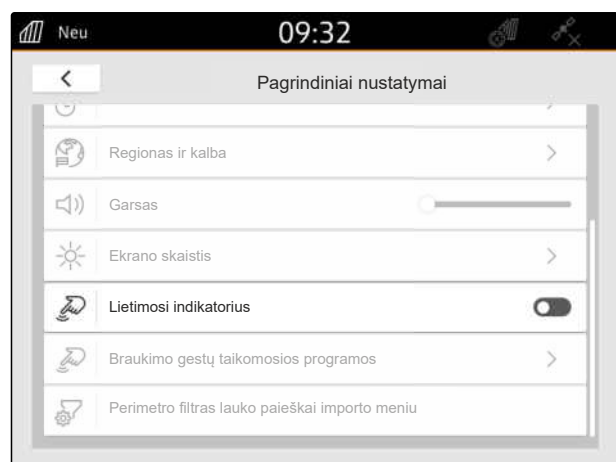 Neu
09:32
Pagrindiniai nustatymai
Regionas ir kalba
Garsas
Ekrano skaistis
Lietimosi indikatorius
Braukimo gestų taikomosios programos
Perimetro filtras lauko paieškai importo meniu